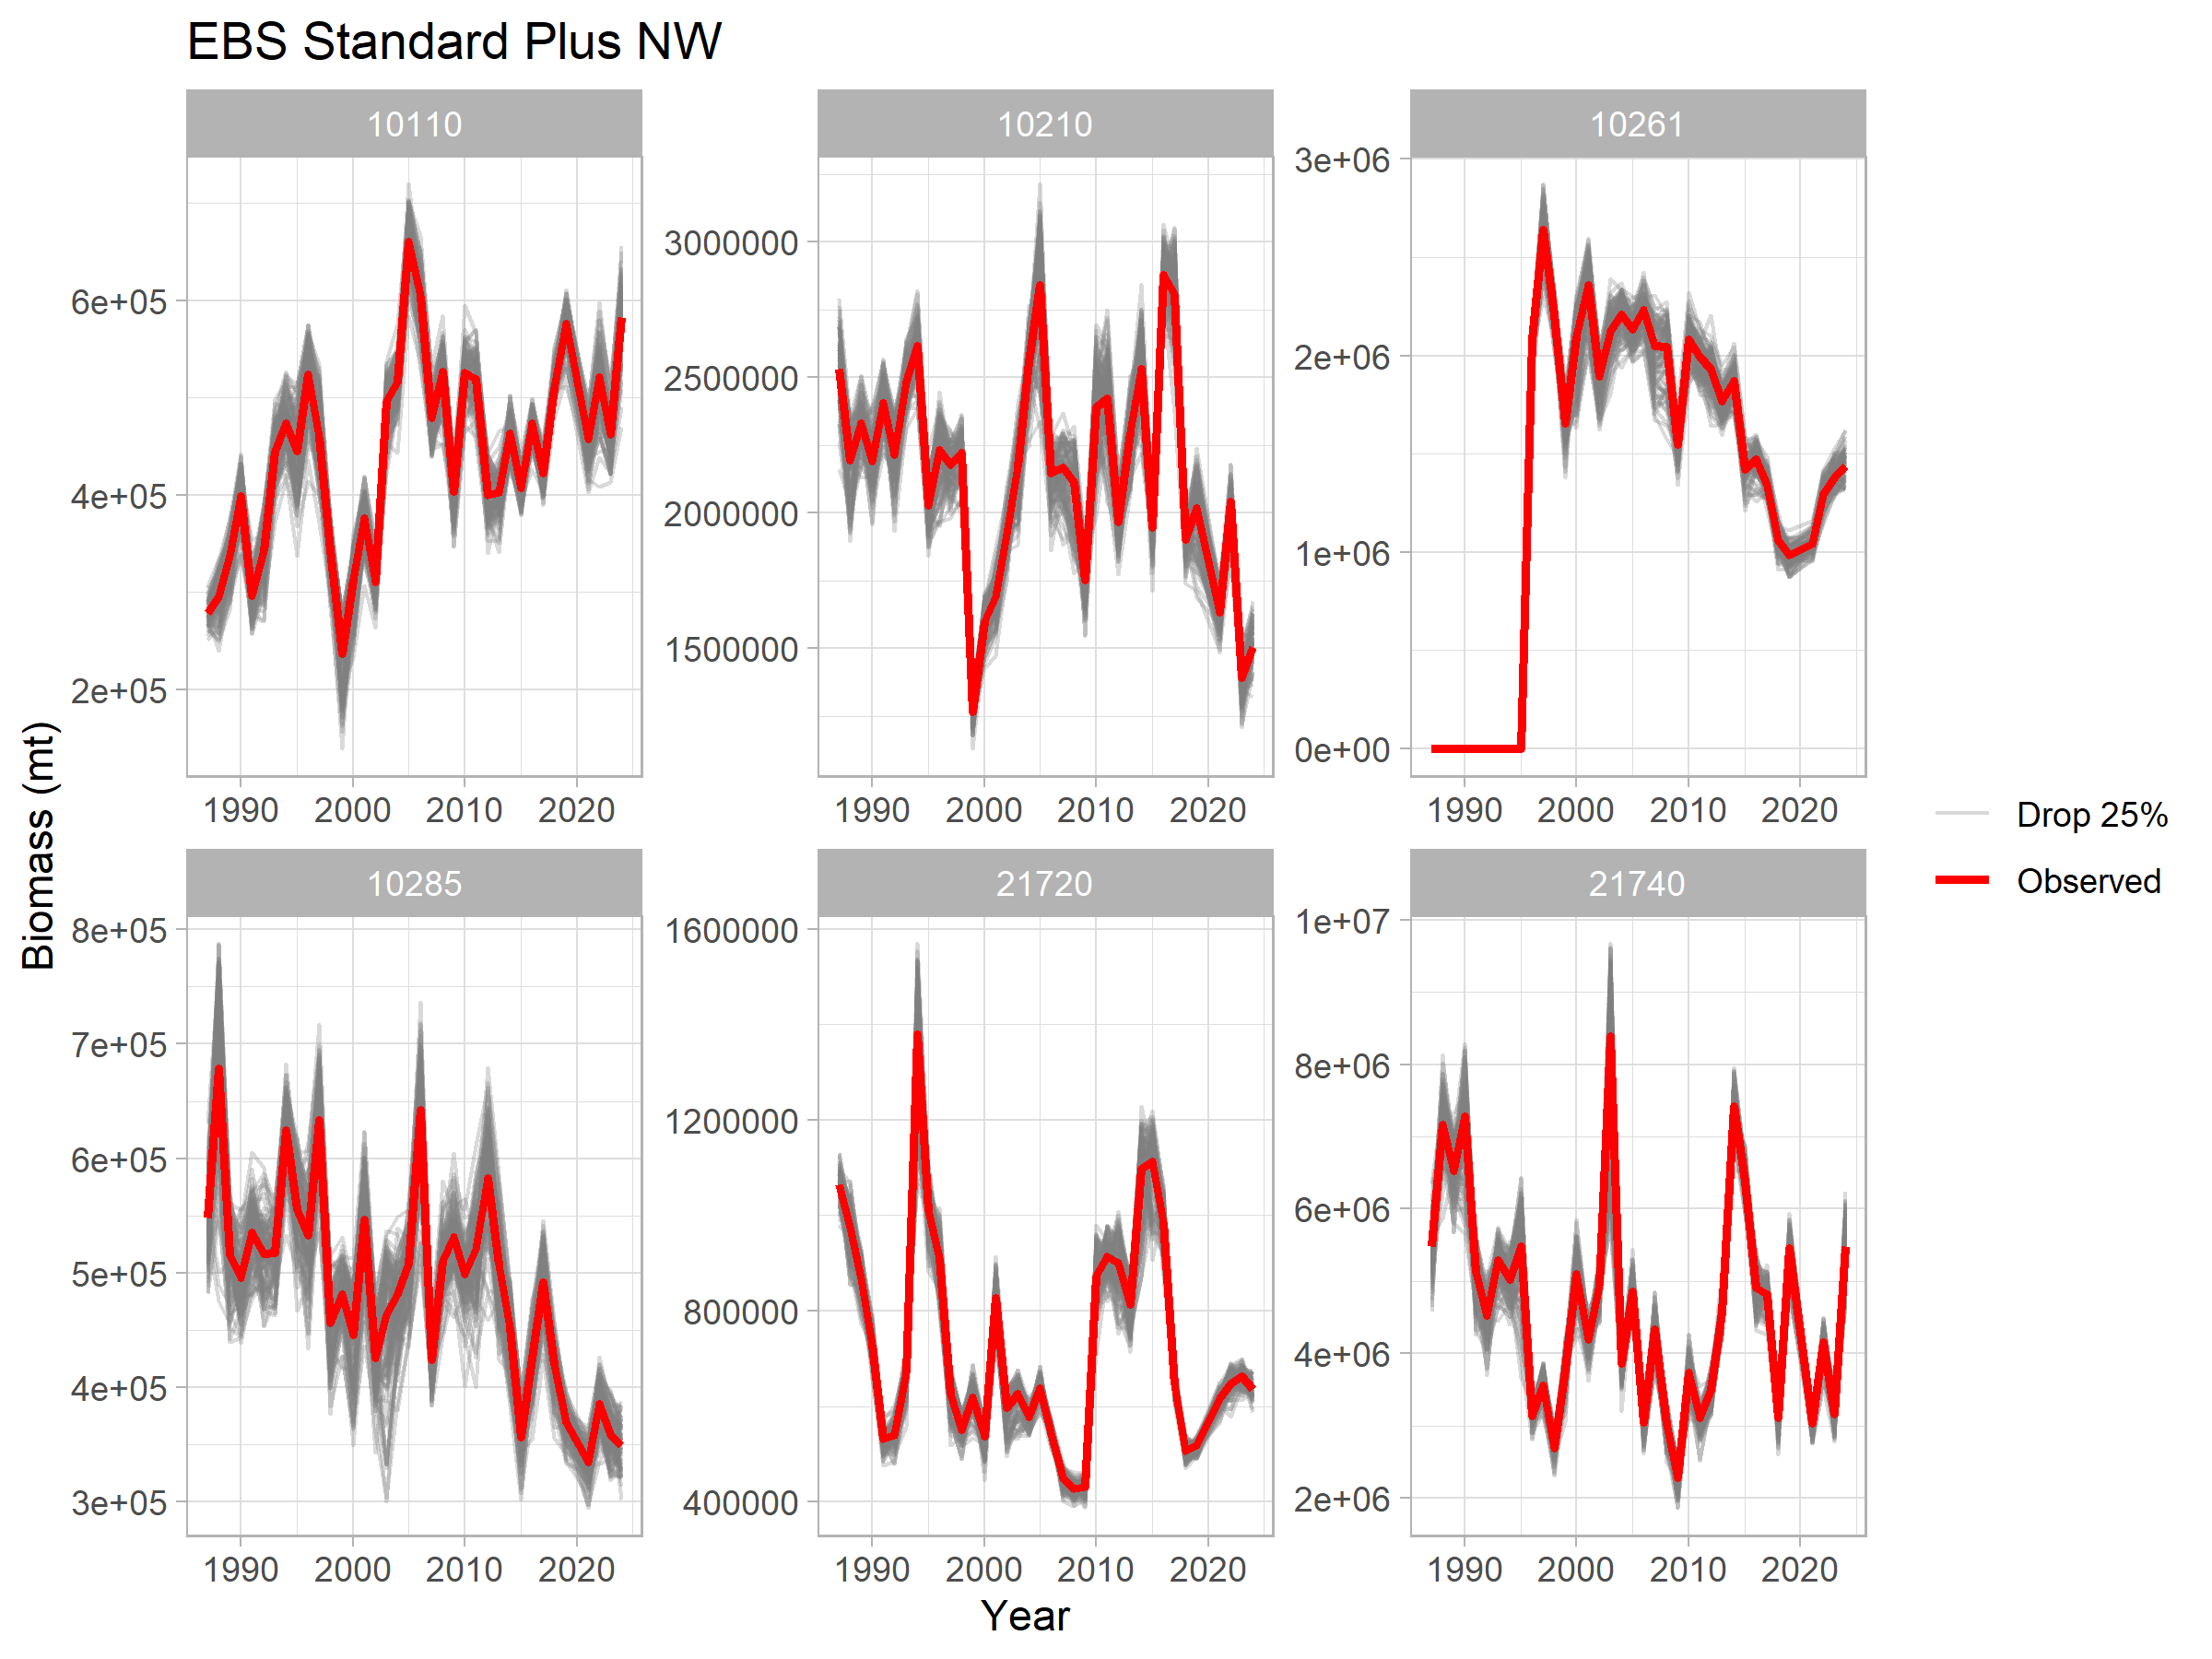 EBS Standard Plus NW
10110
10210
10261
6e+05
4e+05
2e+05
3000000
2500000
2000000
1500000
3e+06
2e+06
1e+06
0e+00
1990 2000 2010 2020
1990 2000 2010 2020
1990 2000 2010 2020
10285
21720
21740
8e+05
7e+05
6e+05
5e+05
4e+05
3e+05
1600000
1200000
800000
400000
1e+07
8e+06
6e+06
4e+06
2e+06
1990 2000 2010 2020
1990 2000 2010 2020
1990 2000 2010 2020
Biomass (mt)
Year
Drop 25%
Observed